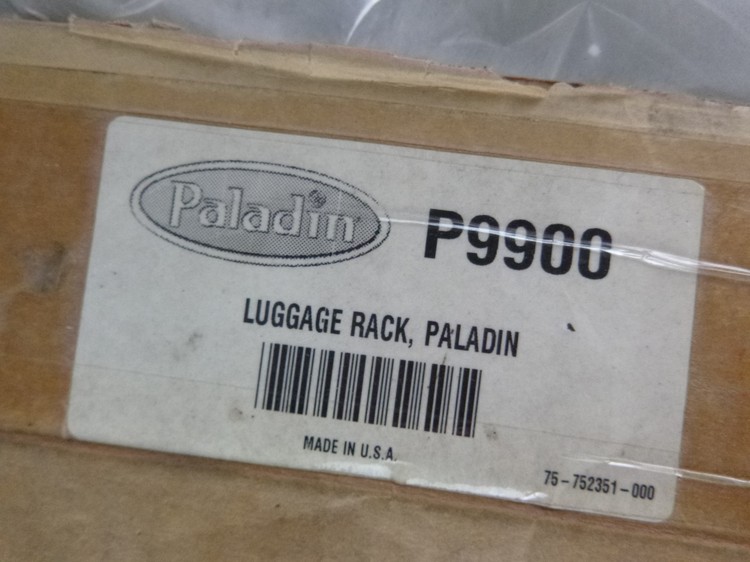 Paladin
P9900
LUGGAGE RACK, PALADIN
MADE IN U.S.A.
75-752351-000